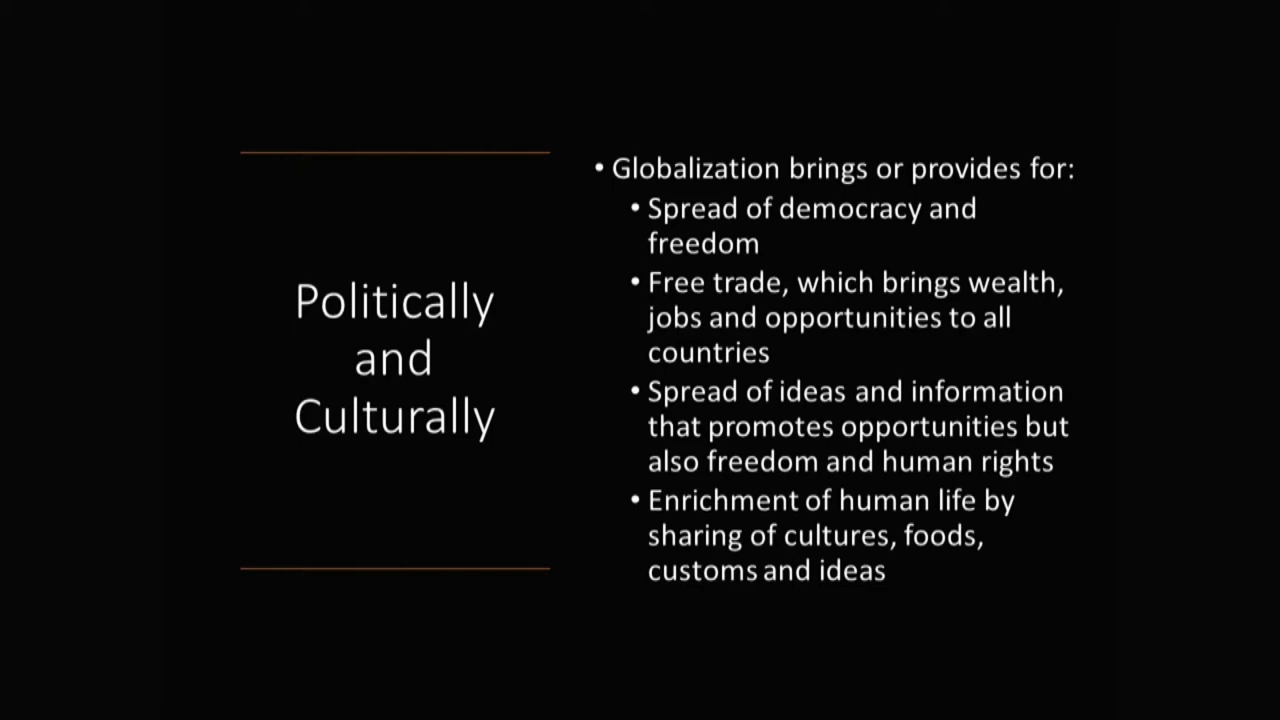 Politically
and
Culturally
• Globalization brings or provides for:
• Spread of democracy and
freedom
• Free trade, which brings wealth,
jobs and opportunities to all
countries
• Spread of ideas and information
that promotes opportunities but
also freedom and human rights
• Enrichment of human life by
sharing of cultures, foods,
customs and ideas